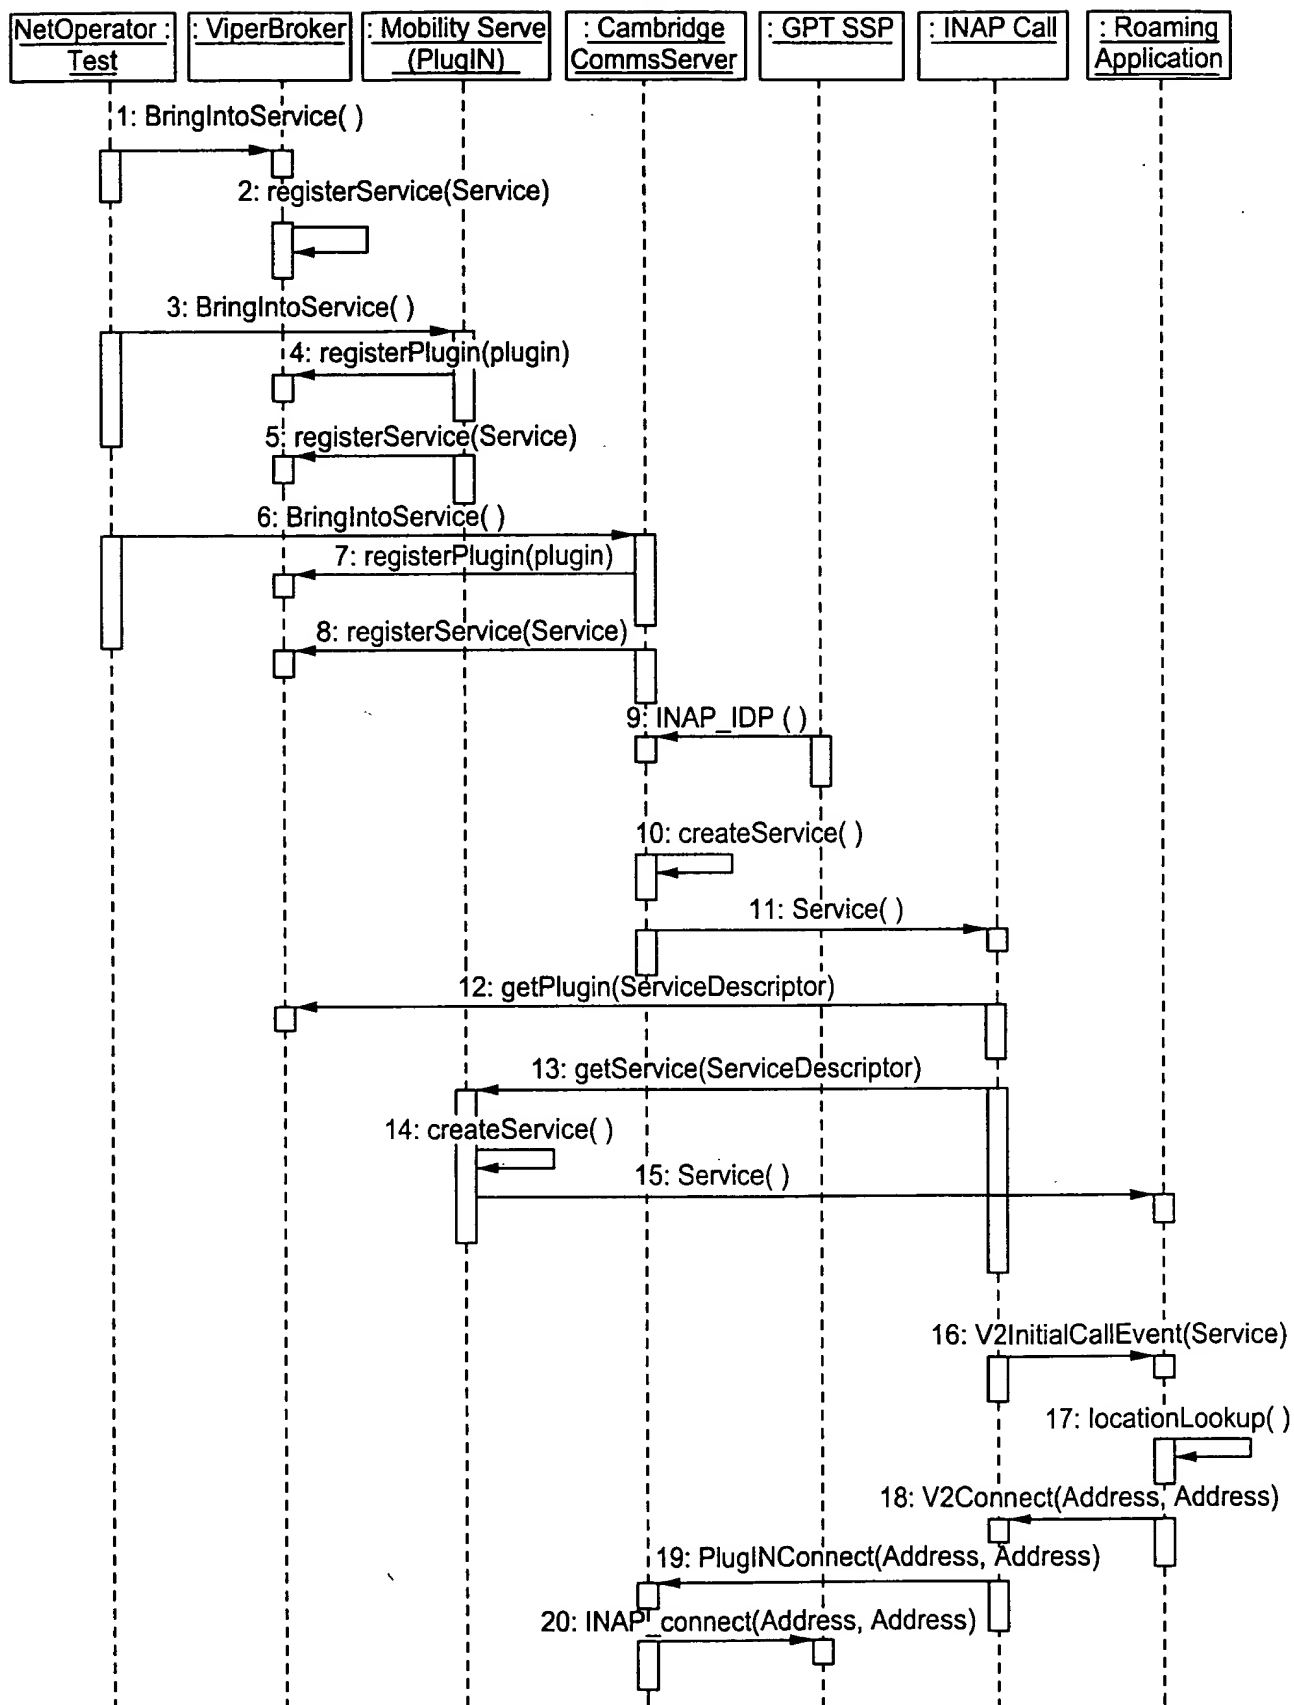 NetOperator :
Test
: ViperBroker
: Mobility Serve
(PlugIN)
: Cambridge
CommsServer
: GPT SSP
: INAP Call
: Roaming
Application
1: BringIntoService( )
2: registerService(Service)
3: BringIntoService( )
4: registerPlugin(plugin)
5: registerService(Service)
6: BringIntoService( )
7: registerPlugin(plugin)
8: registerService(Service)
9: INAP_IDP ( )
10: createService( )
11: Service( )
12: getPlugin(ServiceDescriptor)
13: getService(ServiceDescriptor)
14: createService( )
15: Service( )
16: V2InitialCallEvent(Service)
17: locationLookup( )
18: V2Connect(Address, Address)
19: PlugINConnect(Address, Address)
20: INAP_connect(Address, Address)